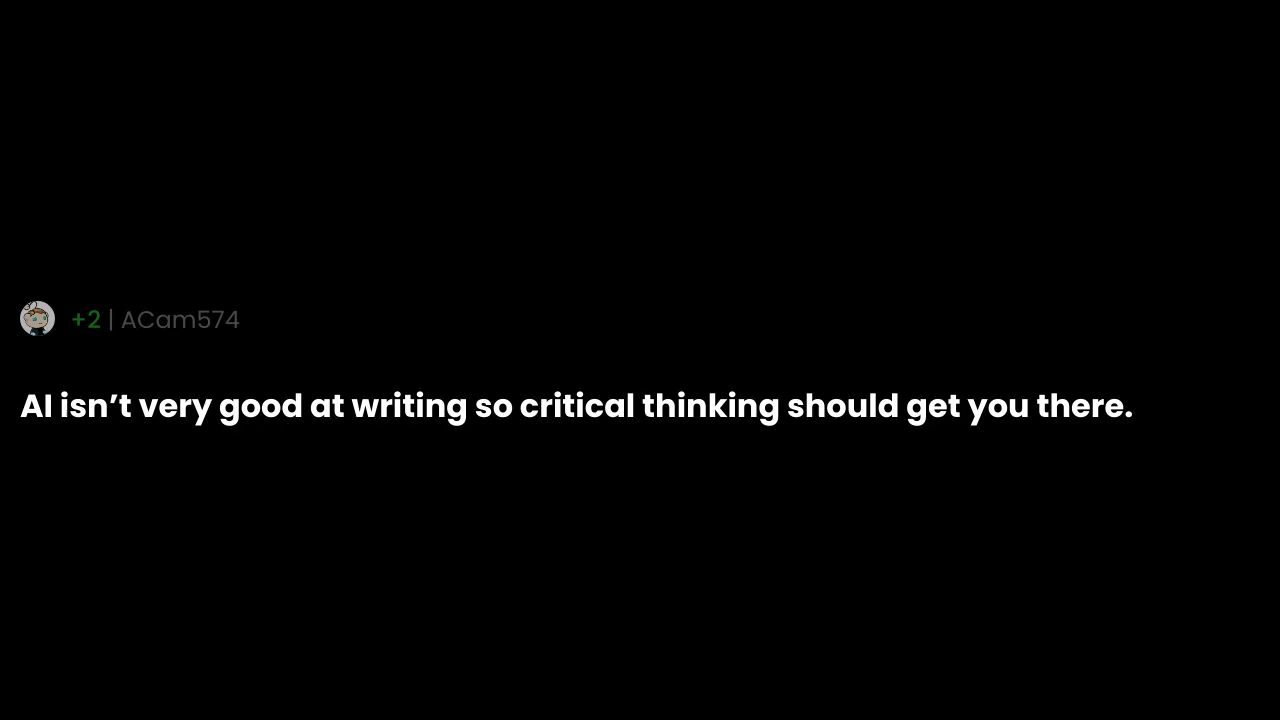 +2 | ACam574
AI isn’t very good at writing so critical thinking should get you there.